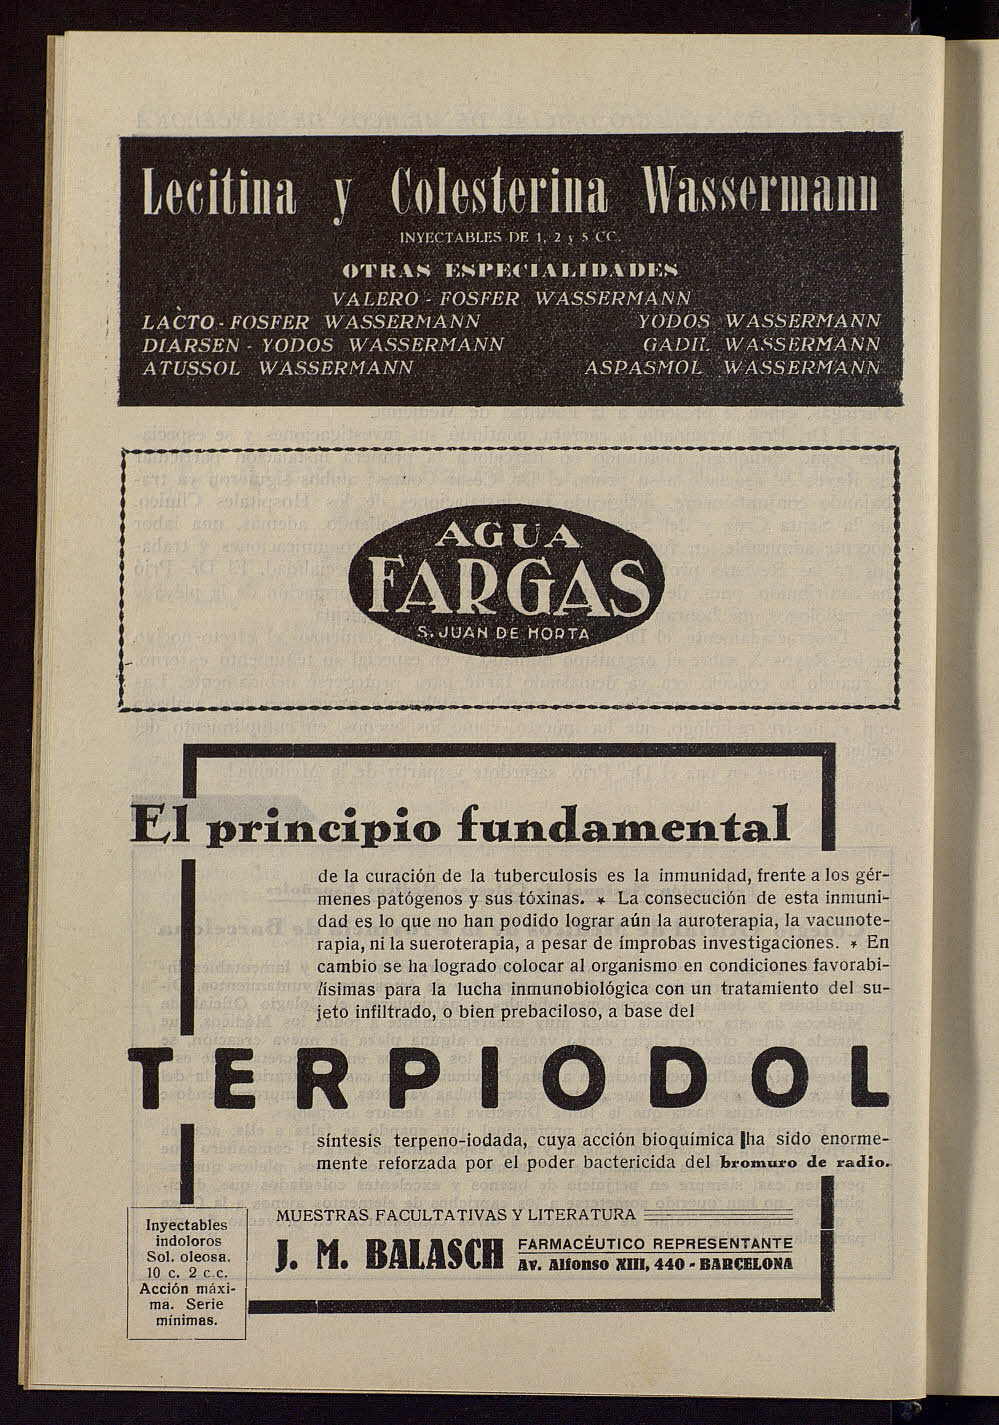 Lecitina y Colesterina Wassermann
INYECTABLES DE 1, 2 y 5 CC.
OTRAS ESPECIALIDADES
VALERO - FOSFER WASSERMANN
LACTO - FOSFER WASSERMANN YODOS WASSERMANN
DIARSEN - YODOS WASSERMANN GADIL WASSERMANN
ATUSSOL WASSERMANN ASPASMOL WASSERMANN
AGUA
FARGAS
S. JUAN DE HORTA
El principio fundamental
de la curación de la tuberculosis es la inmunidad, frente a los gér-
menes patógenos y sus tóxinas. * La consecución de esta inmuni-
dad es lo que no han podido lograr aún la auroterapia, la vacunote-
rapia, ni la sueroterapia, a pesar de ímprobas investigaciones. * En
cambio se ha logrado colocar al organismo en condiciones favorabi-
lísimas para la lucha inmunobiológica con un tratamiento del su-
jeto infiltrado, o bien prebaciloso, a base del
TERPIODOL
síntesis terpeno-iodada, cuya acción bioquímica ha sido enorme-
mente reforzada por el poder bactericida del bromuro de radio.
Inyectables
indoloros
Sol. oleosa.
10 c. 2 c.c.
Acción máxi-
ma. Serie
mínimas.
MUESTRAS FACULTATIVAS Y LITERATURA
J. M. BALASCH FARMACÉUTICO REPRESENTANTE
Av. Alfonso XIII, 440 - BARCELONA